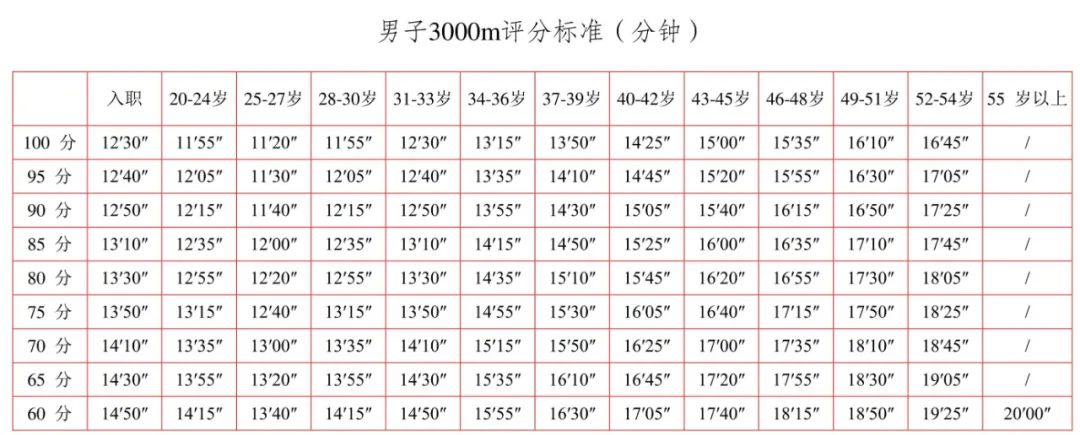 男子3000m评分标准（分钟）
入职 20-24岁 25-27岁 28-30岁 31-33岁 34-36岁 37-39岁 40-42岁 43-45岁 46-48岁 49-51岁 52-54岁 55 岁以上
100 分 12′30″ 11′55″ 11′20″ 11′55″ 12′30″ 13′15″ 13′50″ 14′25″ 15′00″ 15′35″ 16′10″ 16′45″ /
95 分 12′40″ 12′05″ 11′30″ 12′05″ 12′40″ 13′35″ 14′10″ 14′45″ 15′20″ 15′55″ 16′30″ 17′05″ /
90 分 12′50″ 12′15″ 11′40″ 12′15″ 12′50″ 13′55″ 14′30″ 15′05″ 15′40″ 16′15″ 16′50″ 17′25″ /
85 分 13′10″ 12′35″ 12′00″ 12′35″ 13′10″ 14′15″ 14′50″ 15′25″ 16′00″ 16′35″ 17′10″ 17′45″ /
80 分 13′30″ 12′55″ 12′20″ 12′55″ 13′30″ 14′35″ 15′10″ 15′45″ 16′20″ 16′55″ 17′30″ 18′05″ /
75 分 13′50″ 13′15″ 12′40″ 13′15″ 13′50″ 14′55″ 15′30″ 16′05″ 16′40″ 17′15″ 17′50″ 18′25″ /
70 分 14′10″ 13′35″ 13′00″ 13′35″ 14′10″ 15′15″ 15′50″ 16′25″ 17′00″ 17′35″ 18′10″ 18′45″ /
65 分 14′30″ 13′55″ 13′20″ 13′55″ 14′30″ 15′35″ 16′10″ 16′45″ 17′20″ 17′55″ 18′30″ 19′05″ /
60 分 14′50″ 14′15″ 13′40″ 14′15″ 14′50″ 15′55″ 16′30″ 17′05″ 17′40″ 18′15″ 18′50″ 19′25″ 20′00″